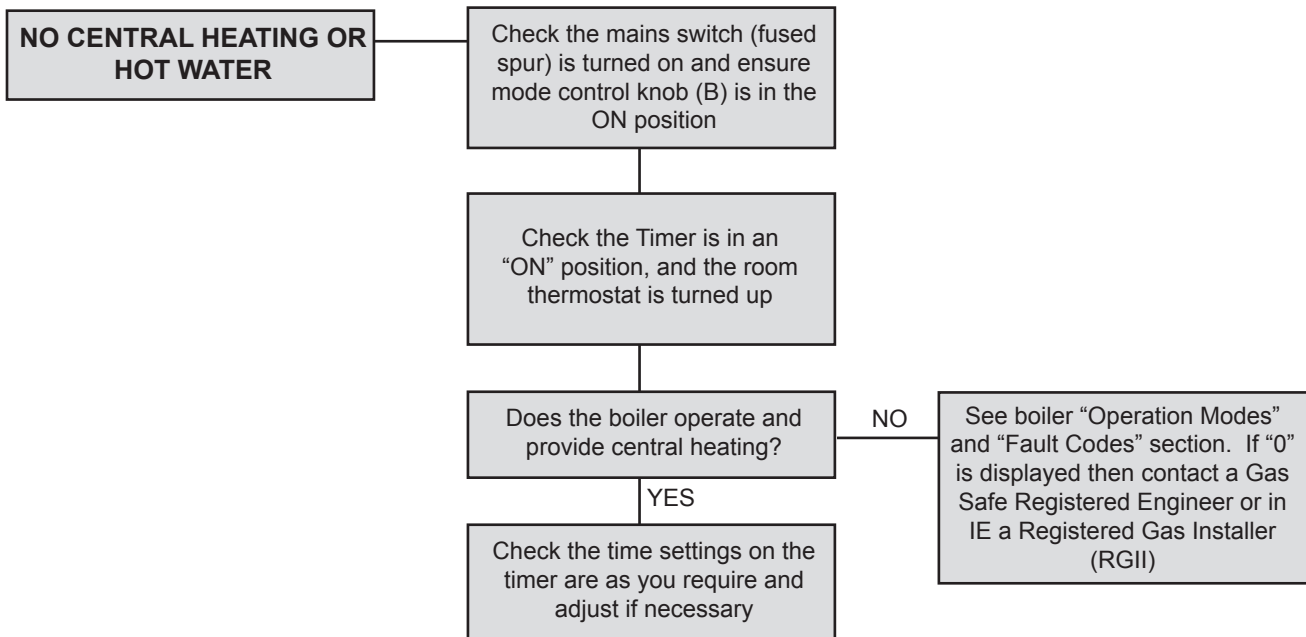 NO CENTRAL HEATING OR
HOT WATER
Check the mains switch (fused
spur) is turned on and ensure
mode control knob (B) is in the
ON position
Check the Timer is in an
“ON” position, and the room
thermostat is turned up
Does the boiler operate and
provide central heating?
NO
See boiler “Operation Modes”
and “Fault Codes” section.  If “0”
is displayed then contact a Gas
Safe Registered Engineer or in
IE a Registered Gas Installer
(RGII)
YES
Check the time settings on the
timer are as you require and
adjust if necessary